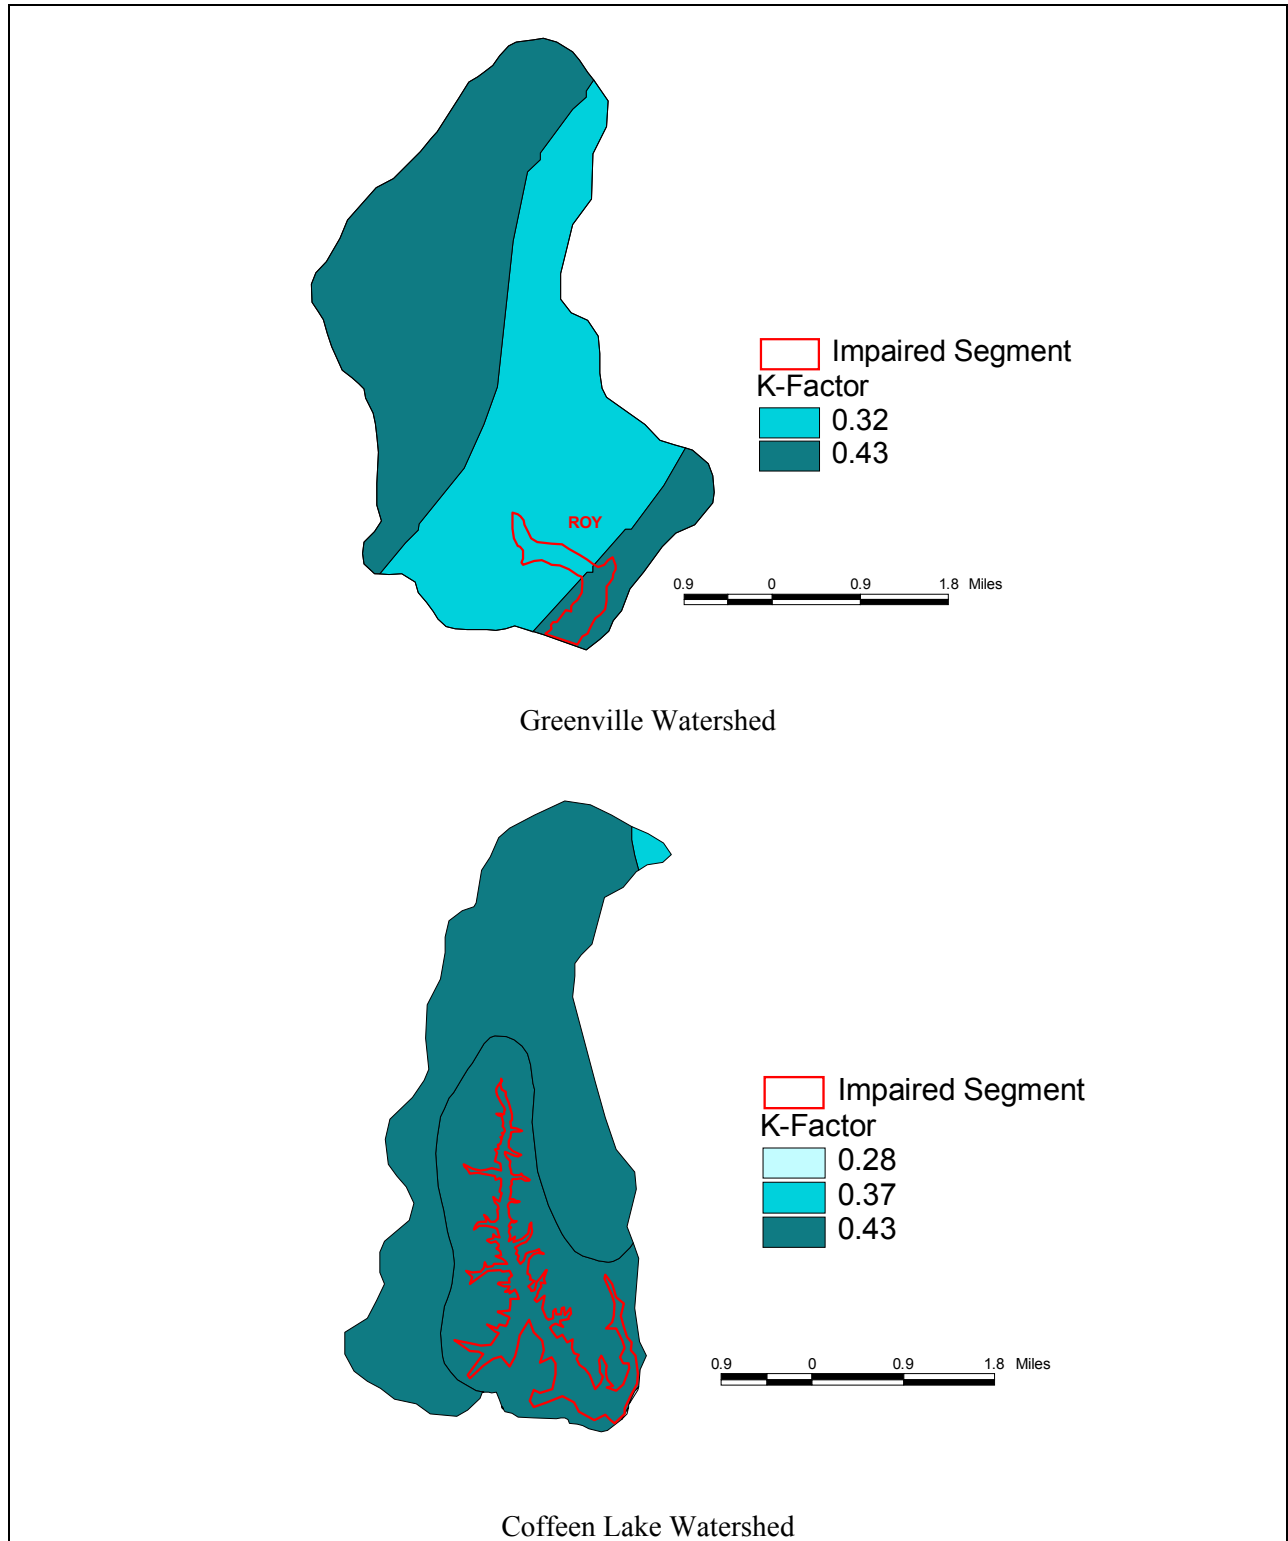 Impaired Segment
K-Factor
0.32
0.43
ROY
0.9 0 0.9 1.8 Miles
Greenville Watershed
Impaired Segment
K-Factor
0.28
0.37
0.43
0.9 0 0.9 1.8 Miles
Coffeen Lake Watershed